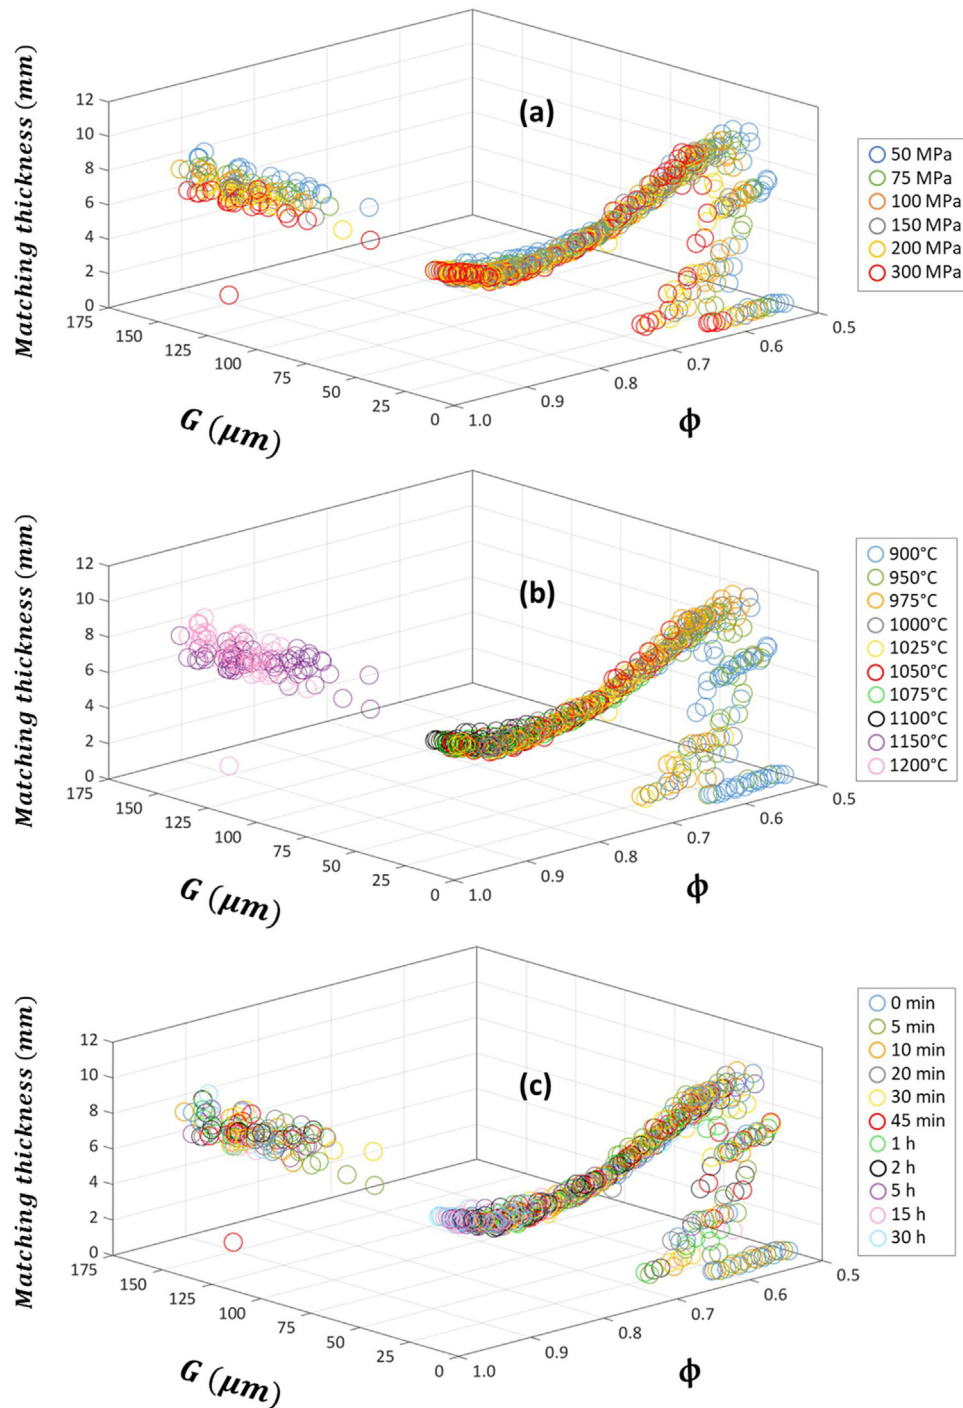 (a)
Matching thickness (mm)
12
10
8
6
4
2
0
175
150
125
100
75
50
25
0
G (μm)
1.0
0.9
0.8
0.7
0.6
0.5
ϕ
50 MPa
75 MPa
100 MPa
150 MPa
200 MPa
300 MPa
(b)
Matching thickness (mm)
12
10
8
6
4
2
0
175
150
125
100
75
50
25
0
G (μm)
1.0
0.9
0.8
0.7
0.6
0.5
ϕ
900°C
950°C
975°C
1000°C
1025°C
1050°C
1075°C
1100°C
1150°C
1200°C
(c)
Matching thickness (mm)
12
10
8
6
4
2
0
175
150
125
100
75
50
25
0
G (μm)
1.0
0.9
0.8
0.7
0.6
0.5
ϕ
0 min
5 min
10 min
20 min
30 min
45 min
1 h
2 h
5 h
15 h
30 h